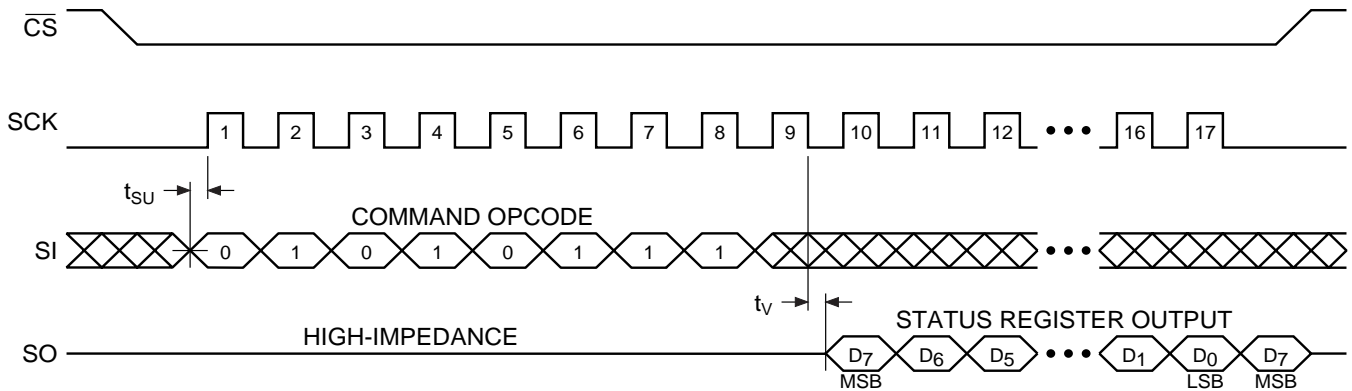 CS
SCK 1 2 3 4 5 6 7 8 9 10 11 12 ••• 16 17
tSU
COMMAND OPCODE
SI 0 1 0 1 0 1 1 1 •••
tV
HIGH-IMPEDANCE STATUS REGISTER OUTPUT
SO D7 D6 D5 ••• D1 D0 D7
MSB LSB MSB